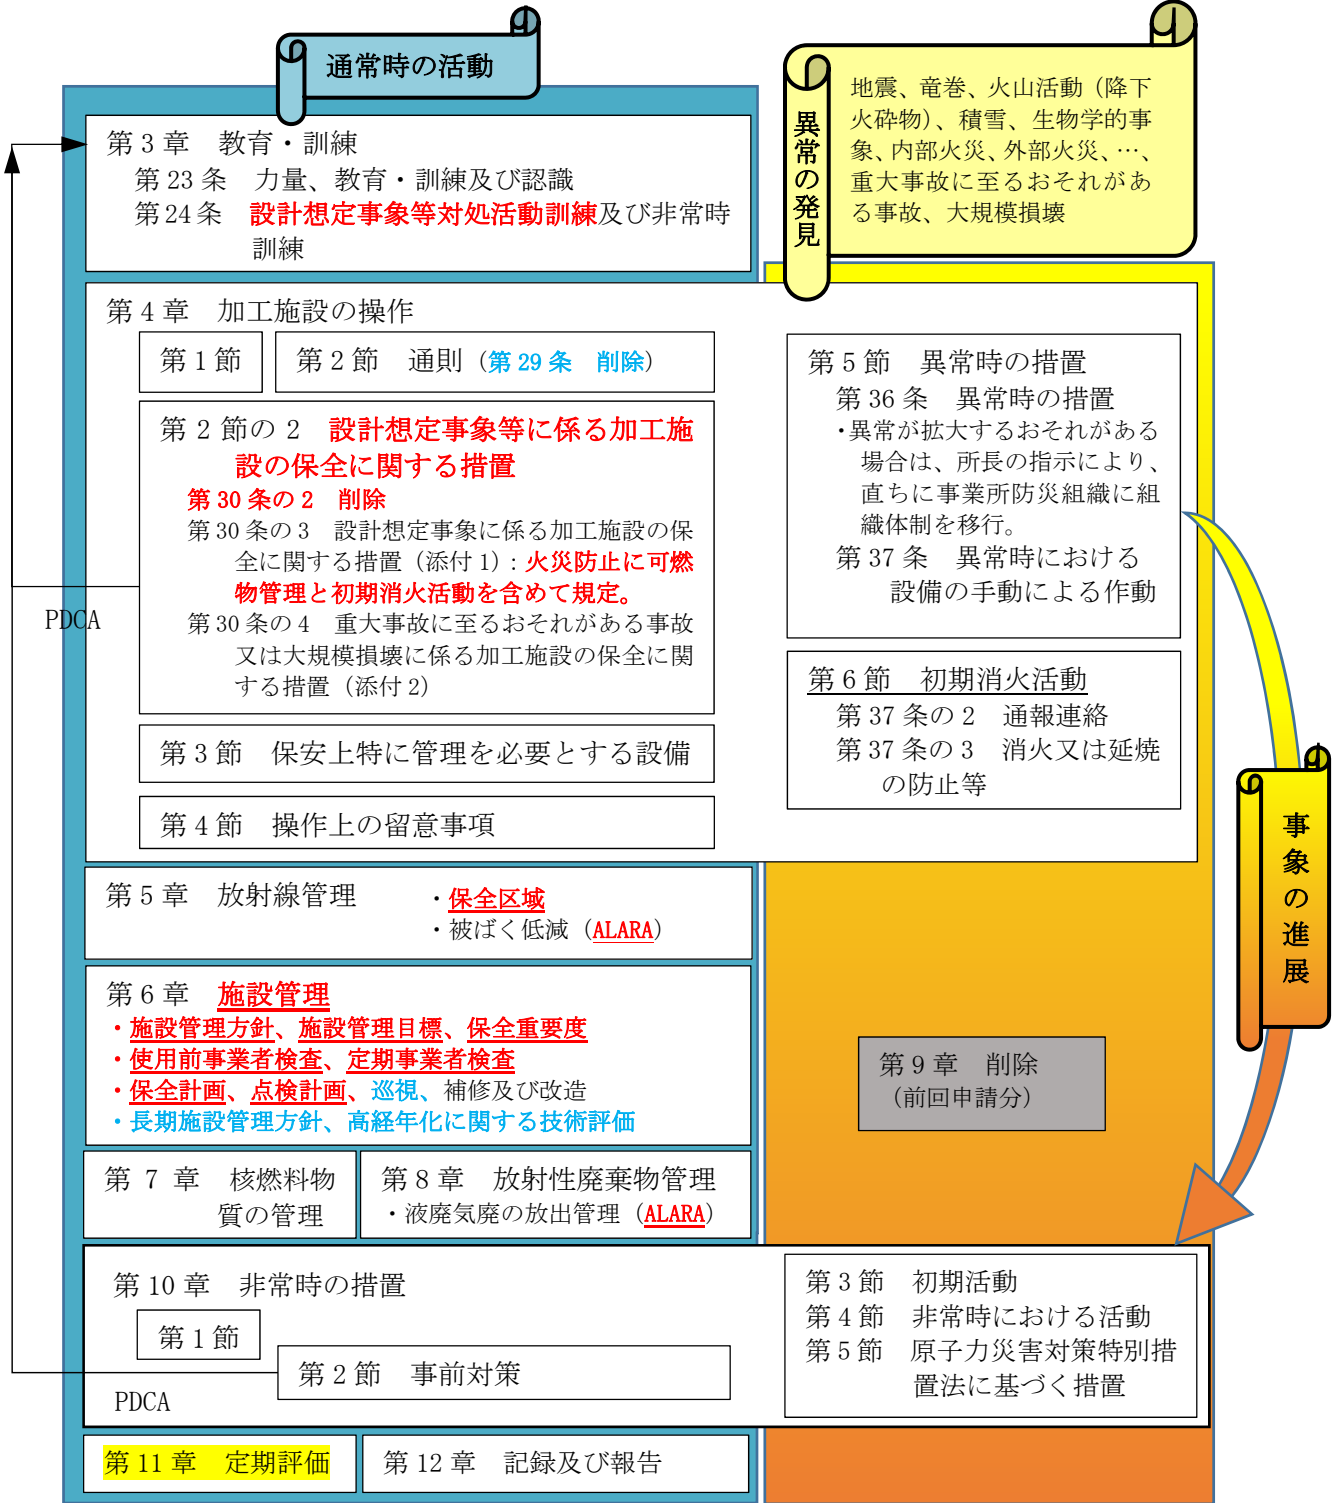 通常時の活動
異常の発見
地震、竜巻、火山活動（降下
火砕物）、積雪、生物学的事
象、内部火災、外部火災、…、
重大事故に至るおそれがあ
る事故、大規模損壊
第３章　教育・訓練
第 23 条　力量、教育・訓練及び認識
第 24 条　設計想定事象等対処活動訓練及び非常時
訓練
第４章　加工施設の操作
第１節
第２節　通則（第 29 条　削除）
第２節の２　設計想定事象等に係る加工施
設の保全に関する措置
第 30 条の２　削除
第 30 条の３　設計想定事象に係る加工施設の保
全に関する措置（添付１）：火災防止に可燃
物管理と初期消火活動を含めて規定。
第 30 条の４　重大事故に至るおそれがある事故
又は大規模損壊に係る加工施設の保全に関
する措置（添付２）
PDCA
第３節　保安上特に管理を必要とする設備
第４節　操作上の留意事項
第５節　異常時の措置
第 36 条　異常時の措置
・異常が拡大するおそれがある
場合は、所長の指示により、
直ちに事業所防災組織に組
織体制を移行。
第 37 条　異常時における
設備の手動による作動
第６節　初期消火活動
第 37 条の２　通報連絡
第 37 条の３　消火又は延焼
の防止等
事象の進展
第５章　放射線管理
・保全区域
・被ばく低減（ALARA）
第６章　施設管理
・施設管理方針、施設管理目標、保全重要度
・使用前事業者検査、定期事業者検査
・保全計画、点検計画、巡視、補修及び改造
・長期施設管理方針、高経年化に関する技術評価
第９章　削除
（前回申請分）
第 ７ 章　核燃料物
質の管理
第８章　放射性廃棄物管理
・液廃気廃の放出管理（ALARA）
第 10 章　非常時の措置
第１節
第２節　事前対策
PDCA
第３節　初期活動
第４節　非常時における活動
第５節　原子力災害対策特別措
置法に基づく措置
第 11 章　定期評価
第 12 章　記録及び報告